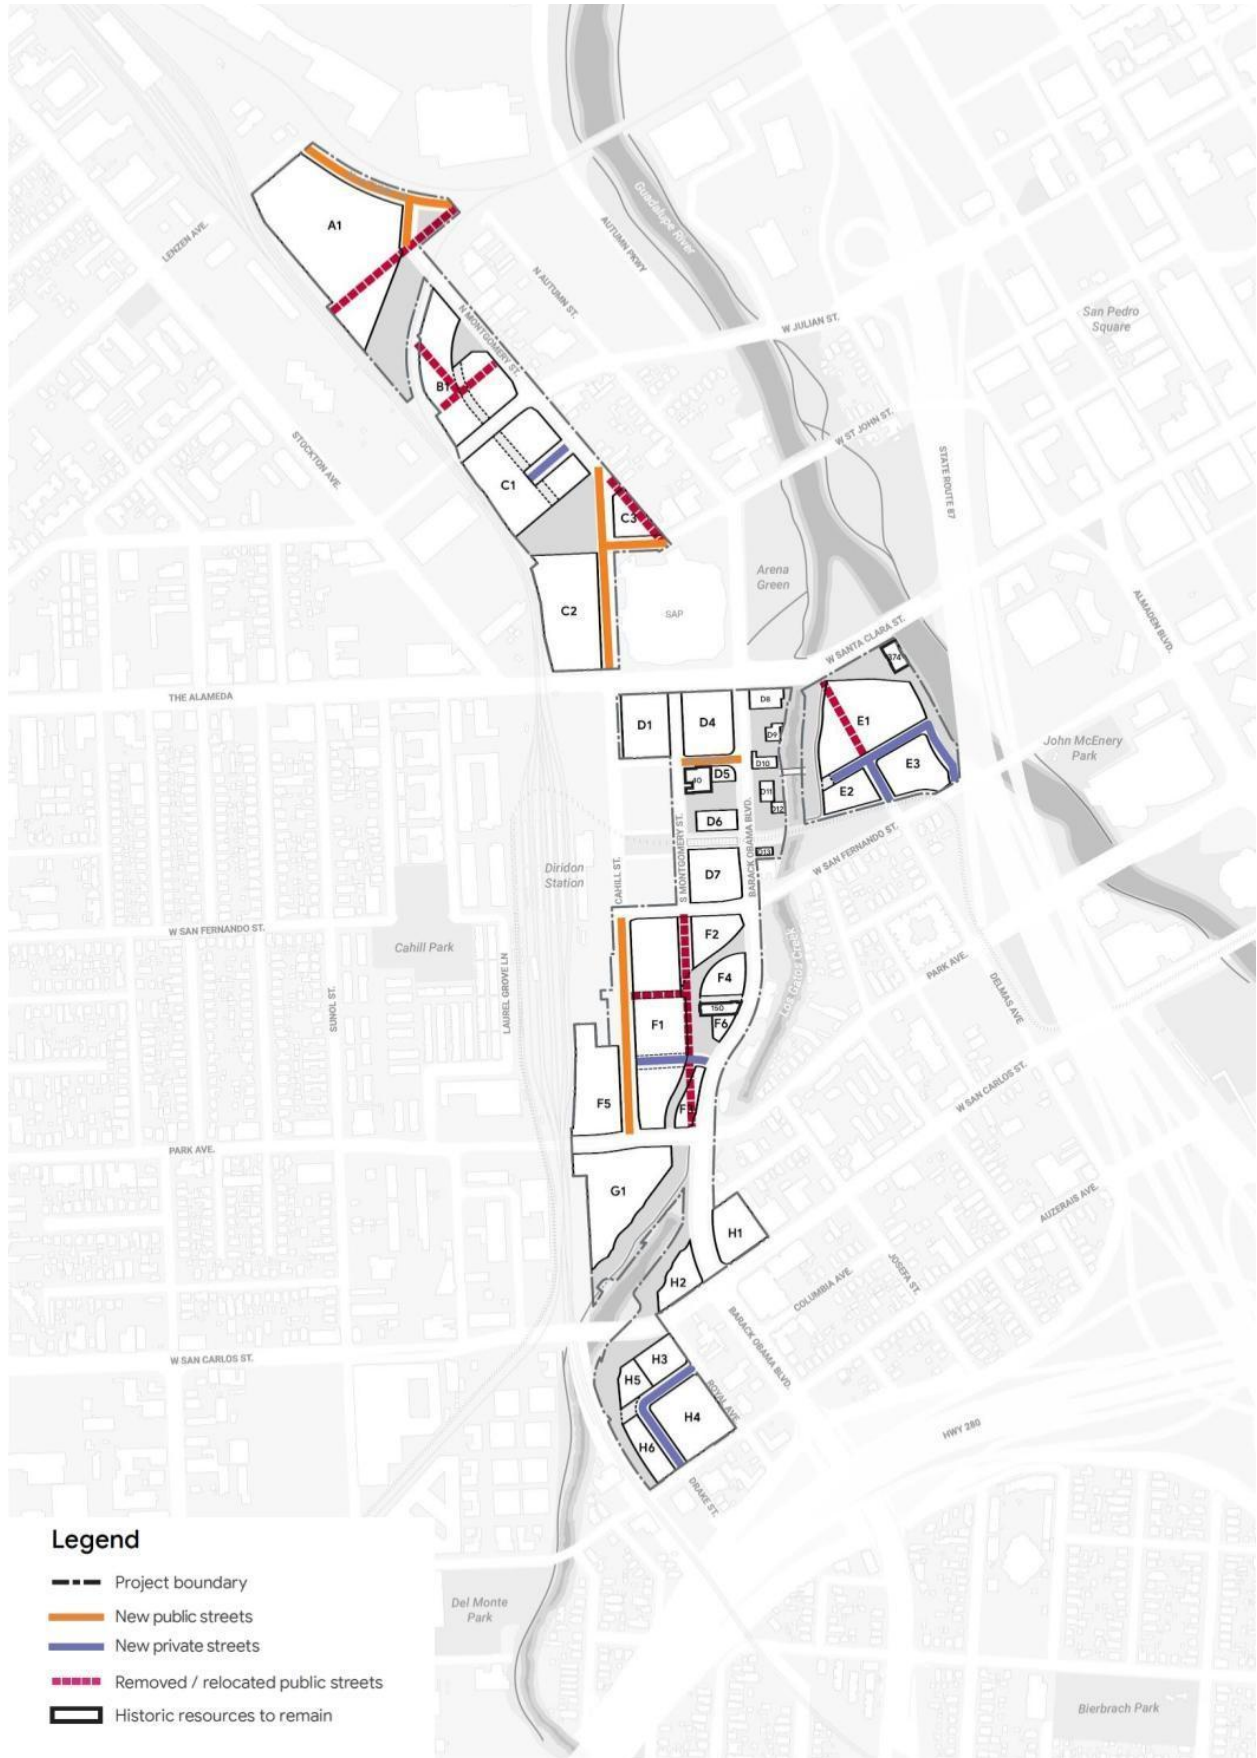 Guadalupe River
A1
LENZEN AVE.
AUTUMN PKWY
N AUTUMN ST.
N MONTGOMERY ST.
W JULIAN ST.
San Pedro
Square
B1
STOCKTON AVE.
W ST JOHN ST.
STATE ROUTE 87
C1
C3
Arena
Green
C2
SAP
ALMADEN BLVD.
W SANTA CLARA ST.
374
THE ALAMEDA
D1
D4
D8
D9
E1
John McEnery
Park
D10
D5
40
E3
D11
E2
D12
D6
S MONTGOMERY ST.
BARACK OBAMA BLVD.
W SAN FERNANDO ST.
Diridon
Station
CAHILL ST.
D7
W SAN FERNANDO ST.
Cahill Park
F2
F4
PARK AVE.
DELMAS AVE
Los Gatos Creek
LAUREL GROVE LN
SUNOL ST.
150
F1
F6
F5
W SAN CARLOS ST.
PARK AVE.
G1
H1
AUZERAIS AVE.
H2
COLUMBIA AVE.
JOSEFA ST.
BARACK OBAMA BLVD.
W SAN CARLOS ST.
H3
H5
ROYAL AVE.
H4
H6
HWY 280
DRAKE ST.
Legend
Project boundary
New public streets
New private streets
Removed / relocated public streets
Historic resources to remain
Del Monte
Park
Bierbrach Park